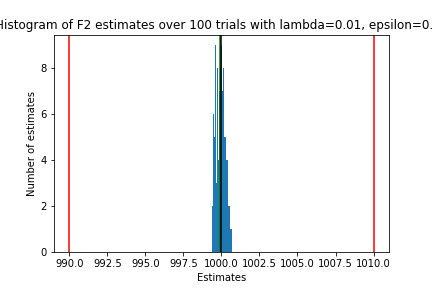 Histogram of F2 estimates over 100 trials with lambda=0.01, epsilon=0.
8
6
4
2
0
Number of estimates
990.0 992.5 995.0 997.5 1000.0 1002.5 1005.0 1007.5 1010.0
Estimates